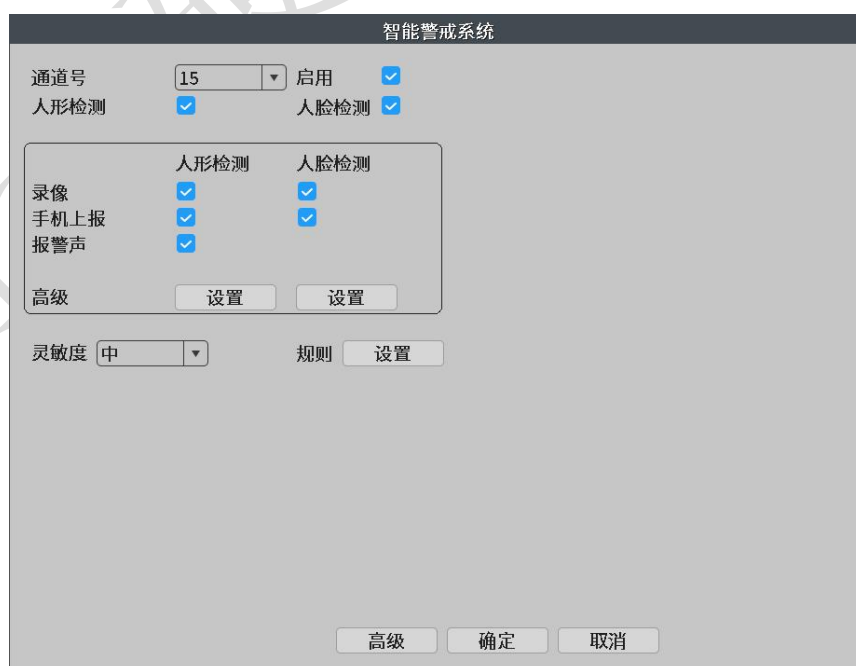 智能警戒系统
通道号 15 启用
人形检测 人脸检测
人形检测 人脸检测
录像
手机上报
报警声
高级 设置 设置
灵敏度 中 规则 设置
高级 确定 取消